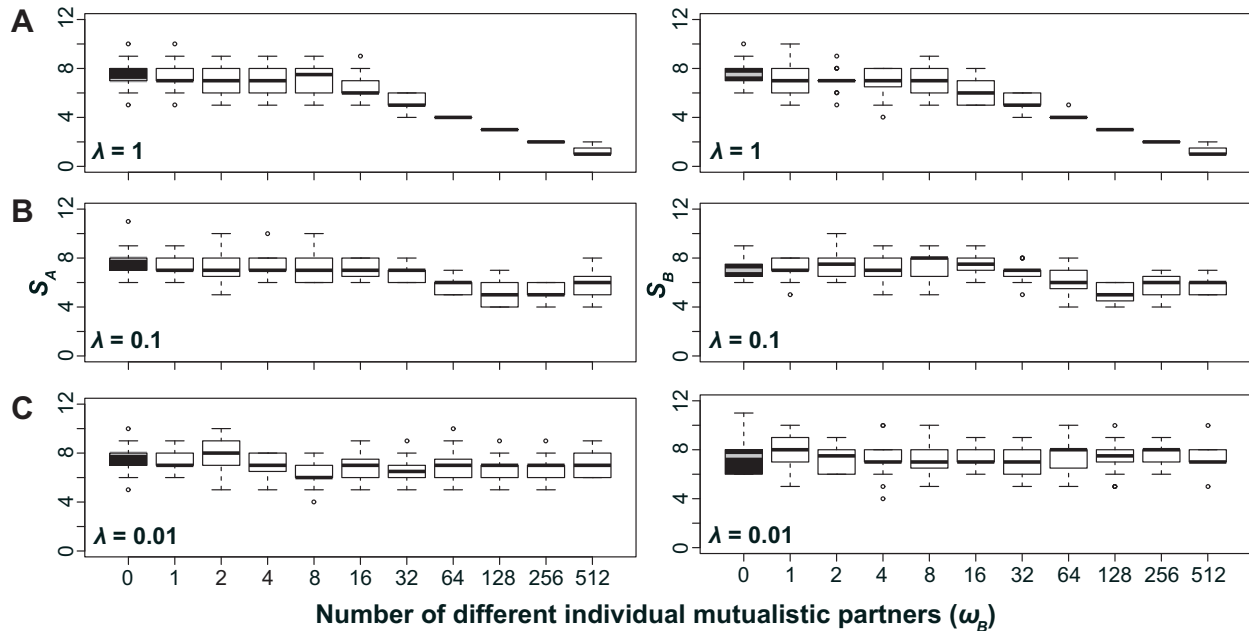 A
12
8
4
0
λ = 1
12
8
4
0
λ = 1
B
12
8
4
0
S_A
λ = 0.1
12
8
4
0
S_B
λ = 0.1
C
12
8
4
0
λ = 0.01
12
8
4
0
λ = 0.01
0 1 2 4 8 16 32 64 128 256 512
0 1 2 4 8 16 32 64 128 256 512
Number of different individual mutualistic partners (ω_B)